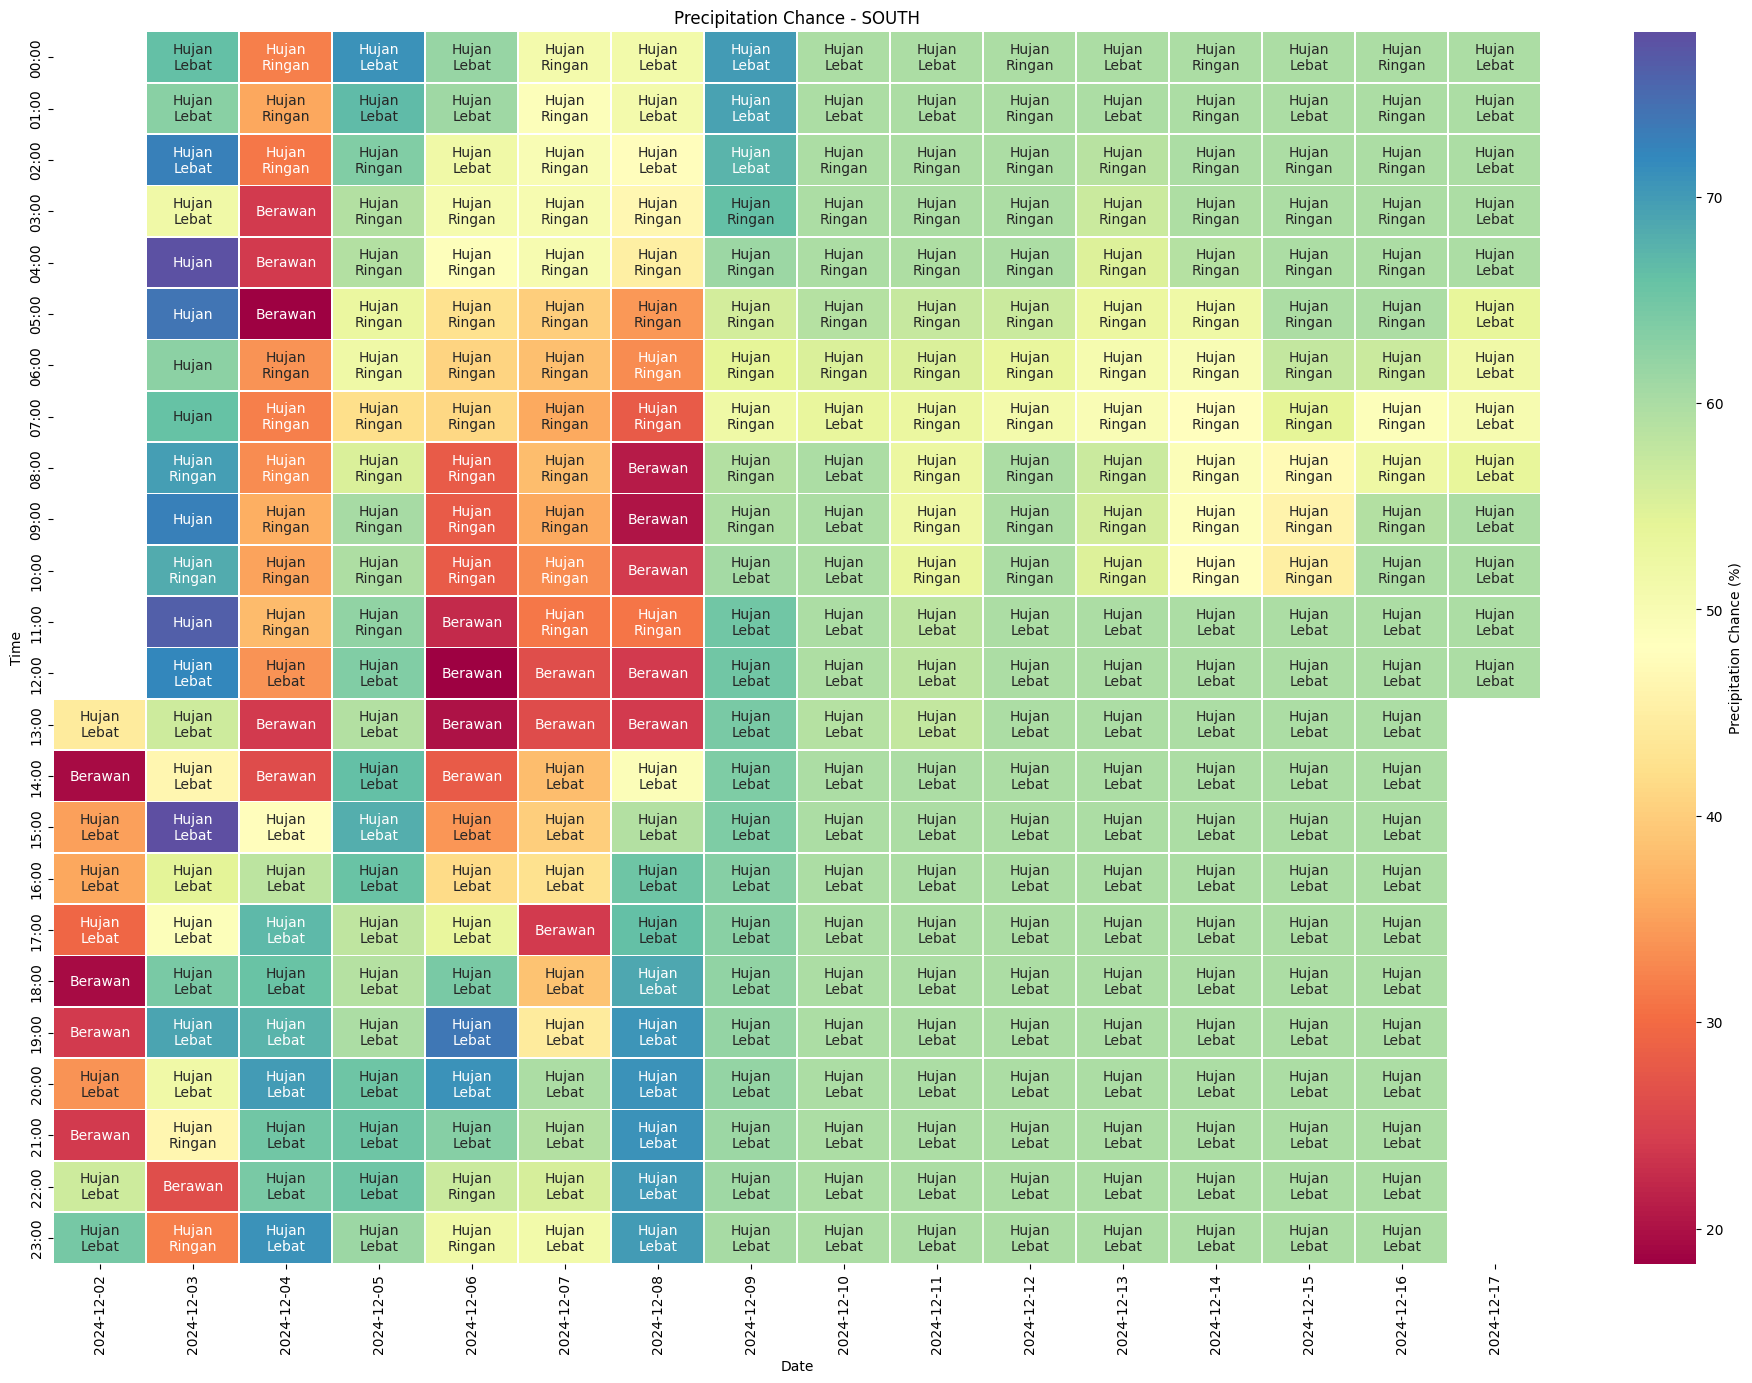 Precipitation Chance - SOUTH
00:00 Hujan Lebat Hujan Ringan Hujan Lebat Hujan Lebat Hujan Ringan Hujan Lebat Hujan Lebat Hujan Lebat Hujan Lebat Hujan Ringan Hujan Lebat Hujan Ringan Hujan Lebat Hujan Ringan Hujan Lebat
01:00 Hujan Lebat Hujan Ringan Hujan Lebat Hujan Lebat Hujan Ringan Hujan Lebat Hujan Lebat Hujan Lebat Hujan Lebat Hujan Ringan Hujan Lebat Hujan Ringan Hujan Lebat Hujan Ringan Hujan Lebat
02:00 Hujan Lebat Hujan Ringan Hujan Ringan Hujan Lebat Hujan Ringan Hujan Lebat Hujan Lebat Hujan Ringan Hujan Ringan Hujan Ringan Hujan Ringan Hujan Ringan Hujan Ringan Hujan Ringan Hujan Lebat
03:00 Hujan Lebat Berawan Hujan Ringan Hujan Ringan Hujan Ringan Hujan Ringan Hujan Ringan Hujan Ringan Hujan Ringan Hujan Ringan Hujan Ringan Hujan Ringan Hujan Ringan Hujan Ringan Hujan Lebat
04:00 Hujan Berawan Hujan Ringan Hujan Ringan Hujan Ringan Hujan Ringan Hujan Ringan Hujan Ringan Hujan Ringan Hujan Ringan Hujan Ringan Hujan Ringan Hujan Ringan Hujan Ringan Hujan Lebat
05:00 Hujan Berawan Hujan Ringan Hujan Ringan Hujan Ringan Hujan Ringan Hujan Ringan Hujan Ringan Hujan Ringan Hujan Ringan Hujan Ringan Hujan Ringan Hujan Ringan Hujan Ringan Hujan Lebat
06:00 Hujan Hujan Ringan Hujan Ringan Hujan Ringan Hujan Ringan Hujan Ringan Hujan Ringan Hujan Ringan Hujan Ringan Hujan Ringan Hujan Ringan Hujan Ringan Hujan Ringan Hujan Ringan Hujan Lebat
07:00 Hujan Hujan Ringan Hujan Ringan Hujan Ringan Hujan Ringan Hujan Ringan Hujan Ringan Hujan Lebat Hujan Ringan Hujan Ringan Hujan Ringan Hujan Ringan Hujan Ringan Hujan Ringan Hujan Lebat
08:00 Hujan Ringan Hujan Ringan Hujan Ringan Hujan Ringan Hujan Ringan Berawan Hujan Ringan Hujan Lebat Hujan Ringan Hujan Ringan Hujan Ringan Hujan Ringan Hujan Ringan Hujan Ringan Hujan Lebat
09:00 Hujan Hujan Ringan Hujan Ringan Hujan Ringan Hujan Ringan Berawan Hujan Ringan Hujan Lebat Hujan Ringan Hujan Ringan Hujan Ringan Hujan Ringan Hujan Ringan Hujan Ringan Hujan Lebat
10:00 Hujan Ringan Hujan Ringan Hujan Ringan Hujan Ringan Hujan Ringan Berawan Hujan Lebat Hujan Lebat Hujan Ringan Hujan Ringan Hujan Ringan Hujan Ringan Hujan Ringan Hujan Ringan Hujan Lebat
11:00 Hujan Hujan Ringan Hujan Ringan Berawan Hujan Ringan Hujan Ringan Hujan Lebat Hujan Lebat Hujan Lebat Hujan Lebat Hujan Lebat Hujan Lebat Hujan Lebat Hujan Lebat Hujan Lebat
12:00 Hujan Lebat Hujan Lebat Hujan Lebat Berawan Berawan Berawan Hujan Lebat Hujan Lebat Hujan Lebat Hujan Lebat Hujan Lebat Hujan Lebat Hujan Lebat Hujan Lebat Hujan Lebat
13:00 Hujan Lebat Hujan Lebat Berawan Hujan Lebat Berawan Berawan Berawan Hujan Lebat Hujan Lebat Hujan Lebat Hujan Lebat Hujan Lebat Hujan Lebat Hujan Lebat Hujan Lebat
14:00 Berawan Hujan Lebat Berawan Hujan Lebat Berawan Hujan Lebat Hujan Lebat Hujan Lebat Hujan Lebat Hujan Lebat Hujan Lebat Hujan Lebat Hujan Lebat Hujan Lebat Hujan Lebat
15:00 Hujan Lebat Hujan Lebat Hujan Lebat Hujan Lebat Hujan Lebat Hujan Lebat Hujan Lebat Hujan Lebat Hujan Lebat Hujan Lebat Hujan Lebat Hujan Lebat Hujan Lebat Hujan Lebat Hujan Lebat
16:00 Hujan Lebat Hujan Lebat Hujan Lebat Hujan Lebat Hujan Lebat Hujan Lebat Hujan Lebat Hujan Lebat Hujan Lebat Hujan Lebat Hujan Lebat Hujan Lebat Hujan Lebat Hujan Lebat Hujan Lebat
17:00 Hujan Lebat Hujan Lebat Hujan Lebat Hujan Lebat Hujan Lebat Berawan Hujan Lebat Hujan Lebat Hujan Lebat Hujan Lebat Hujan Lebat Hujan Lebat Hujan Lebat Hujan Lebat Hujan Lebat
18:00 Berawan Hujan Lebat Hujan Lebat Hujan Lebat Hujan Lebat Hujan Lebat Hujan Lebat Hujan Lebat Hujan Lebat Hujan Lebat Hujan Lebat Hujan Lebat Hujan Lebat Hujan Lebat Hujan Lebat
19:00 Berawan Hujan Lebat Hujan Lebat Hujan Lebat Hujan Lebat Hujan Lebat Hujan Lebat Hujan Lebat Hujan Lebat Hujan Lebat Hujan Lebat Hujan Lebat Hujan Lebat Hujan Lebat Hujan Lebat
20:00 Hujan Lebat Hujan Lebat Hujan Lebat Hujan Lebat Hujan Lebat Hujan Lebat Hujan Lebat Hujan Lebat Hujan Lebat Hujan Lebat Hujan Lebat Hujan Lebat Hujan Lebat Hujan Lebat Hujan Lebat
21:00 Berawan Hujan Ringan Hujan Lebat Hujan Lebat Hujan Lebat Hujan Lebat Hujan Lebat Hujan Lebat Hujan Lebat Hujan Lebat Hujan Lebat Hujan Lebat Hujan Lebat Hujan Lebat Hujan Lebat
22:00 Hujan Lebat Berawan Hujan Lebat Hujan Lebat Hujan Ringan Hujan Lebat Hujan Lebat Hujan Lebat Hujan Lebat Hujan Lebat Hujan Lebat Hujan Lebat Hujan Lebat Hujan Lebat Hujan Lebat
23:00 Hujan Lebat Hujan Ringan Hujan Lebat Hujan Lebat Hujan Ringan Hujan Lebat Hujan Lebat Hujan Lebat Hujan Lebat Hujan Lebat Hujan Lebat Hujan Lebat Hujan Lebat Hujan Lebat Hujan Lebat
2024-12-02 2024-12-03 2024-12-04 2024-12-05 2024-12-06 2024-12-07 2024-12-08 2024-12-09 2024-12-10 2024-12-11 2024-12-12 2024-12-13 2024-12-14 2024-12-15 2024-12-16 2024-12-17
Time
Date
70
60
50
40
30
20
Precipitation Chance (%)